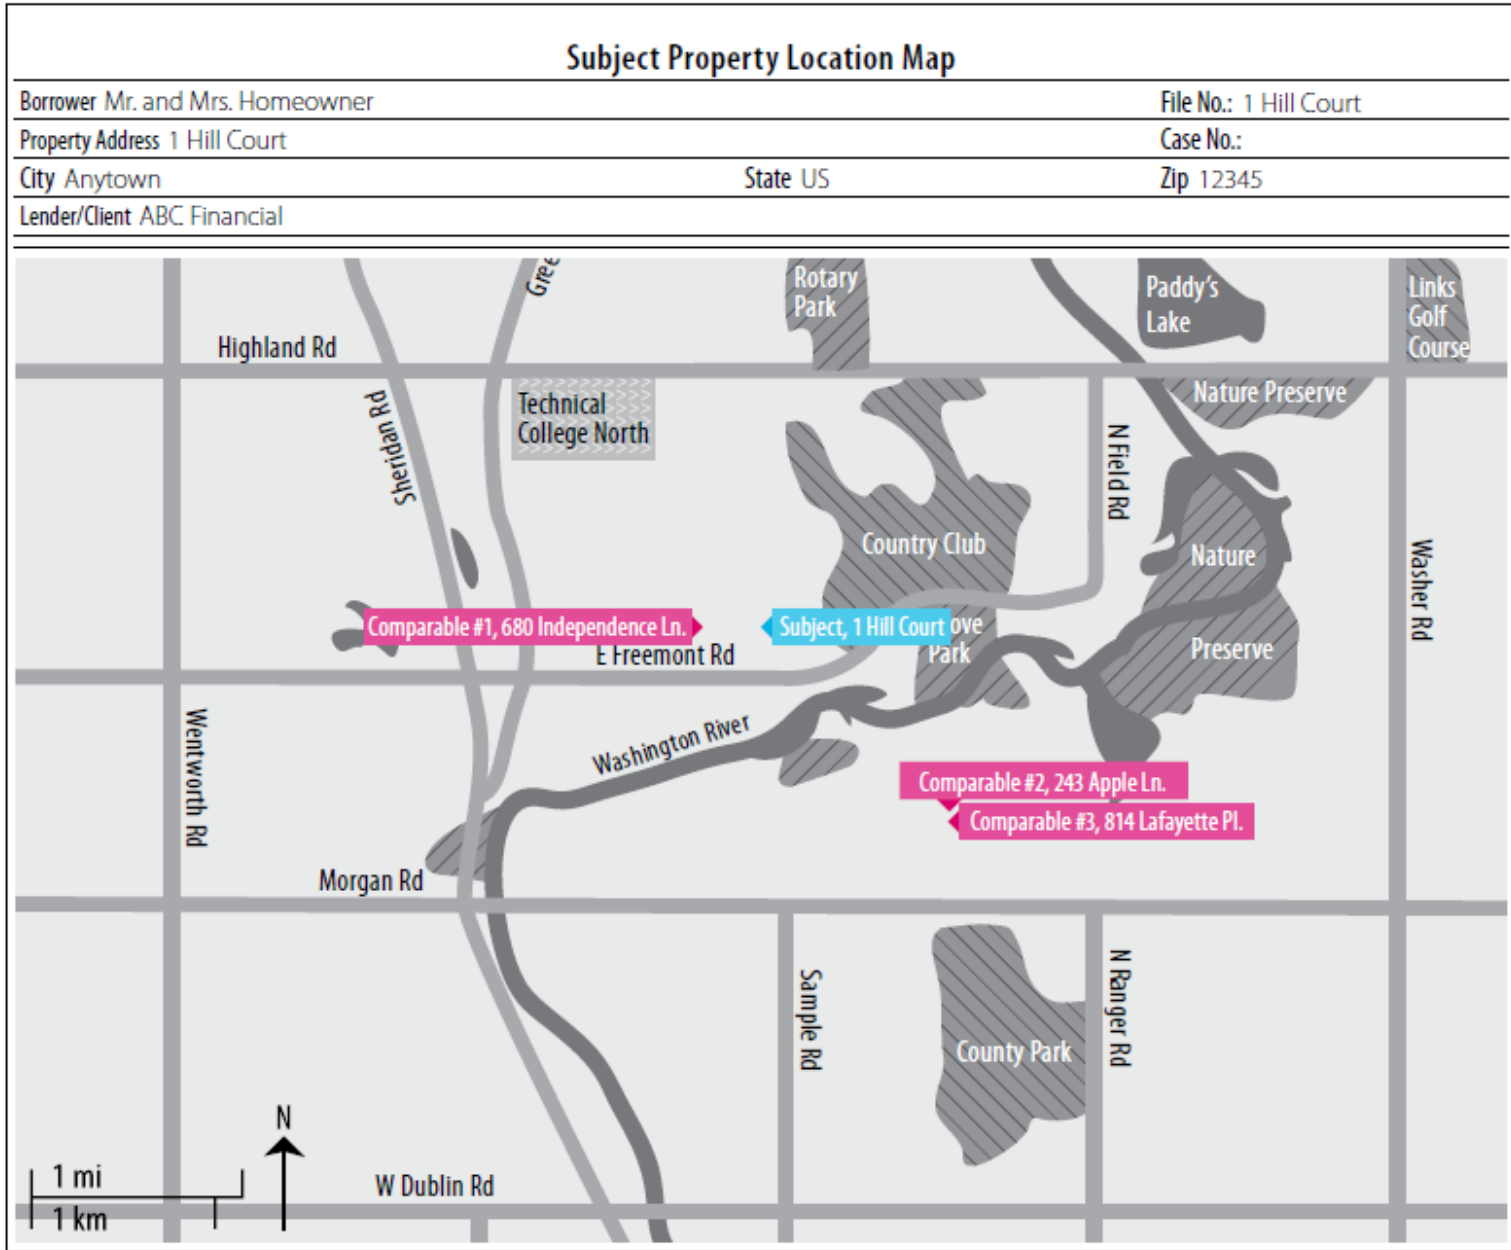 Subject Property Location Map
Borrower Mr. and Mrs. Homeowner File No.: 1 Hill Court
Property Address 1 Hill Court Case No.:
City Anytown State US Zip 12345
Lender/Client ABC Financial
Gree
Rotary
Park
Paddy's
Lake
Links
Golf
Course
Highland Rd
Nature Preserve
Technical
College North
Sheridan Rd
N Field Rd
Country Club
Nature
Preserve
Washer Rd
Comparable #1, 680 Independence Ln.
Subject, 1 Hill Court
ove
Park
E Freemont Rd
Wentworth Rd
Washington River
Comparable #2, 243 Apple Ln.
Comparable #3, 814 Lafayette Pl.
Morgan Rd
Sample Rd
County Park
N Ranger Rd
N
1 mi
1 km
W Dublin Rd